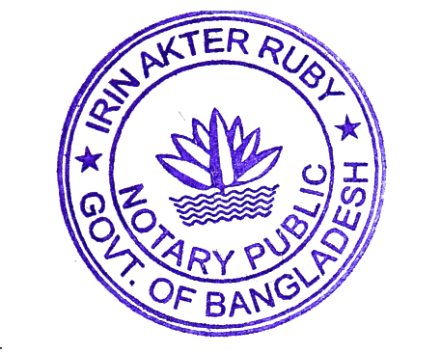 IRIN AKTER RUBY
NOTARY PUBLIC
GOVT. OF BANGLADESH